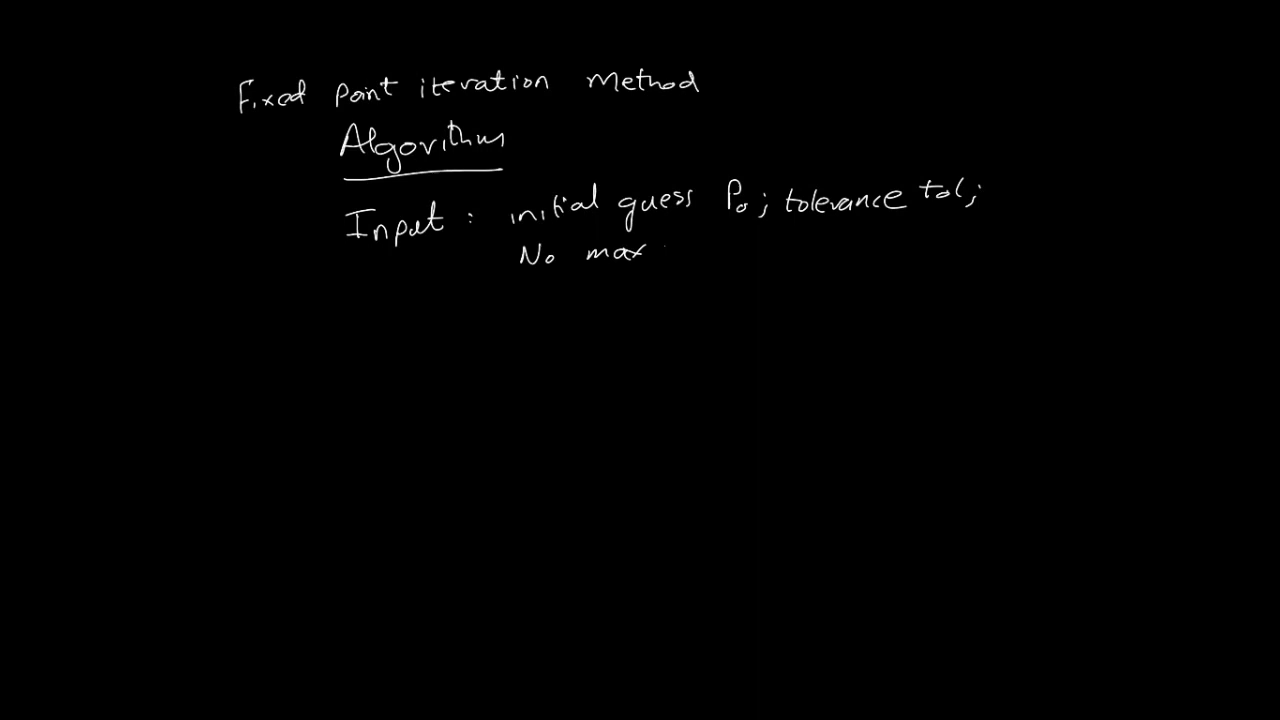 Fixed point iteration Method
Algorithm
Input : initial guess P₀ ; tolerance tol;
No max